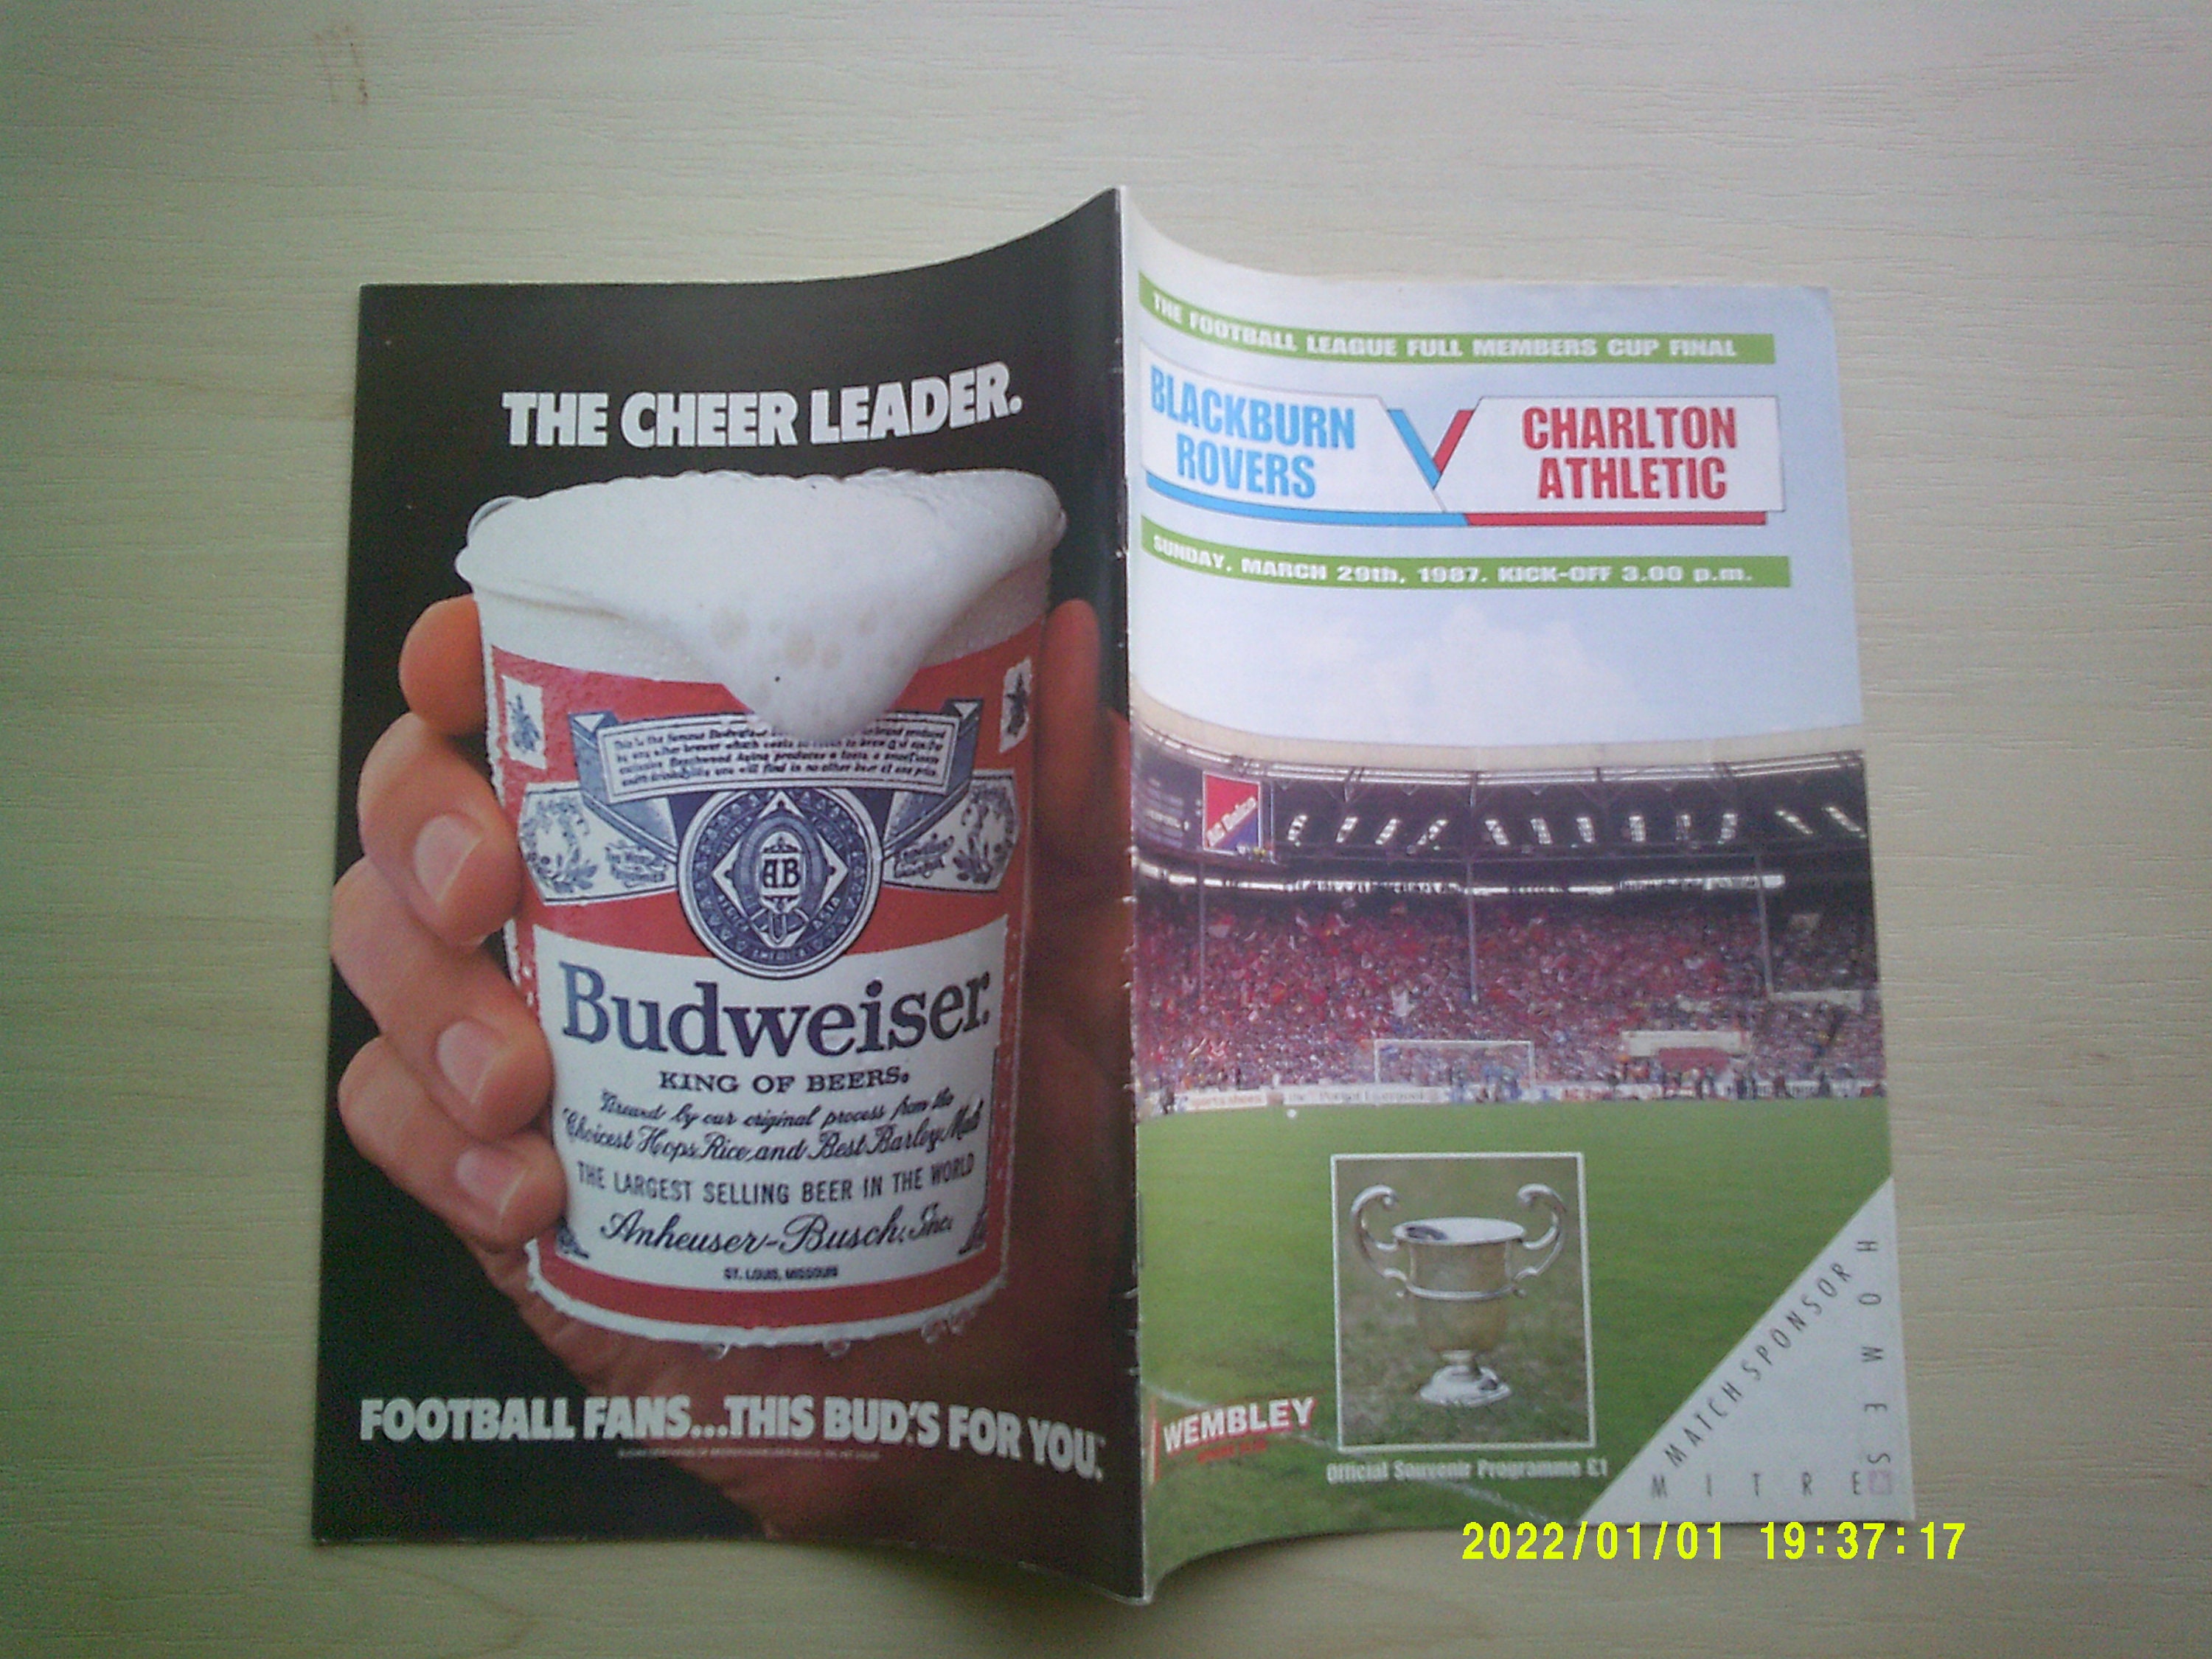 THE CHEER LEADER.
AB
Budweiser.
KING OF BEERS®
Brewed by our original process from the
Choicest Hops, Rice and Best Barley Malt
THE LARGEST SELLING BEER IN THE WORLD
Anheuser-Busch, Inc.
ST. LOUIS, MISSOURI
FOOTBALL FANS...THIS BUD'S FOR YOU.
THE FOOTBALL LEAGUE FULL MEMBERS CUP FINAL
BLACKBURN
ROVERS
V
CHARLTON
ATHLETIC
SUNDAY, MARCH 29th, 1987. KICK-OFF 3.00 p.m.
WEMBLEY
Official Souvenir Programme £1
MATCH SPONSOR
MITRE
HOMES
2022/01/01 19:37:17